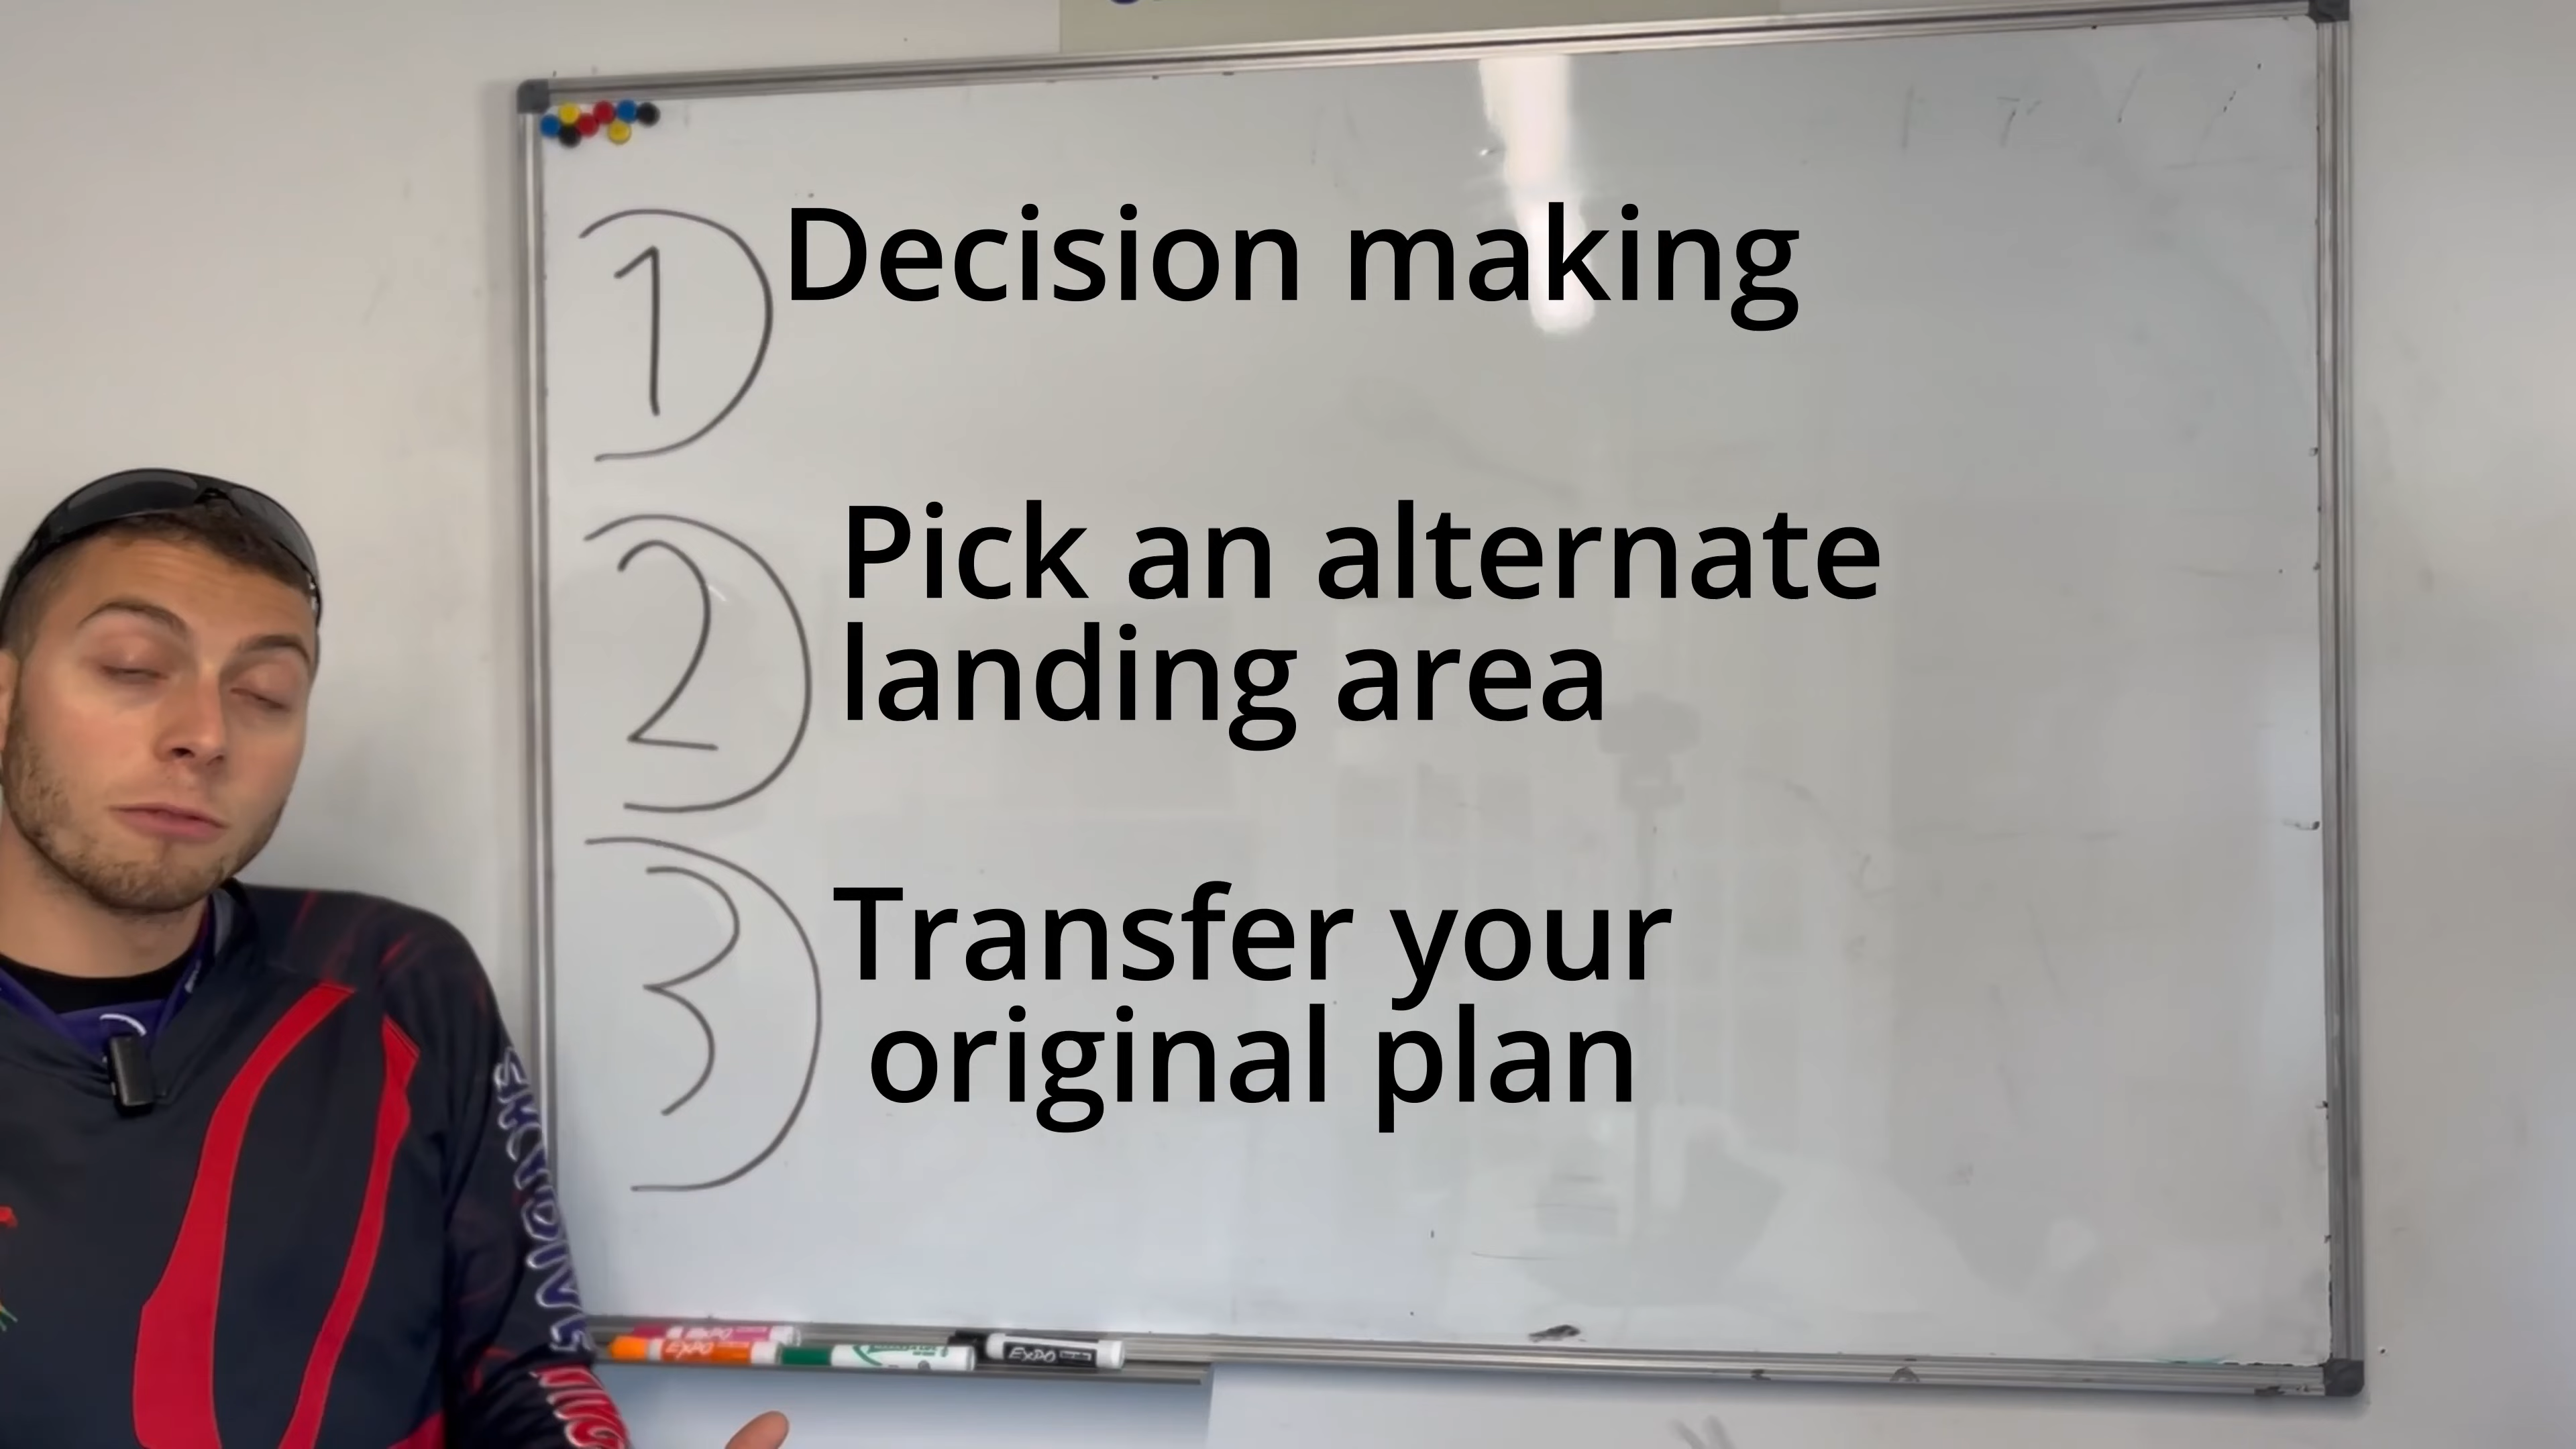 1
Decision making
2
Pick an alternate
landing area
3
Transfer your
original plan
EXPO
EXPO